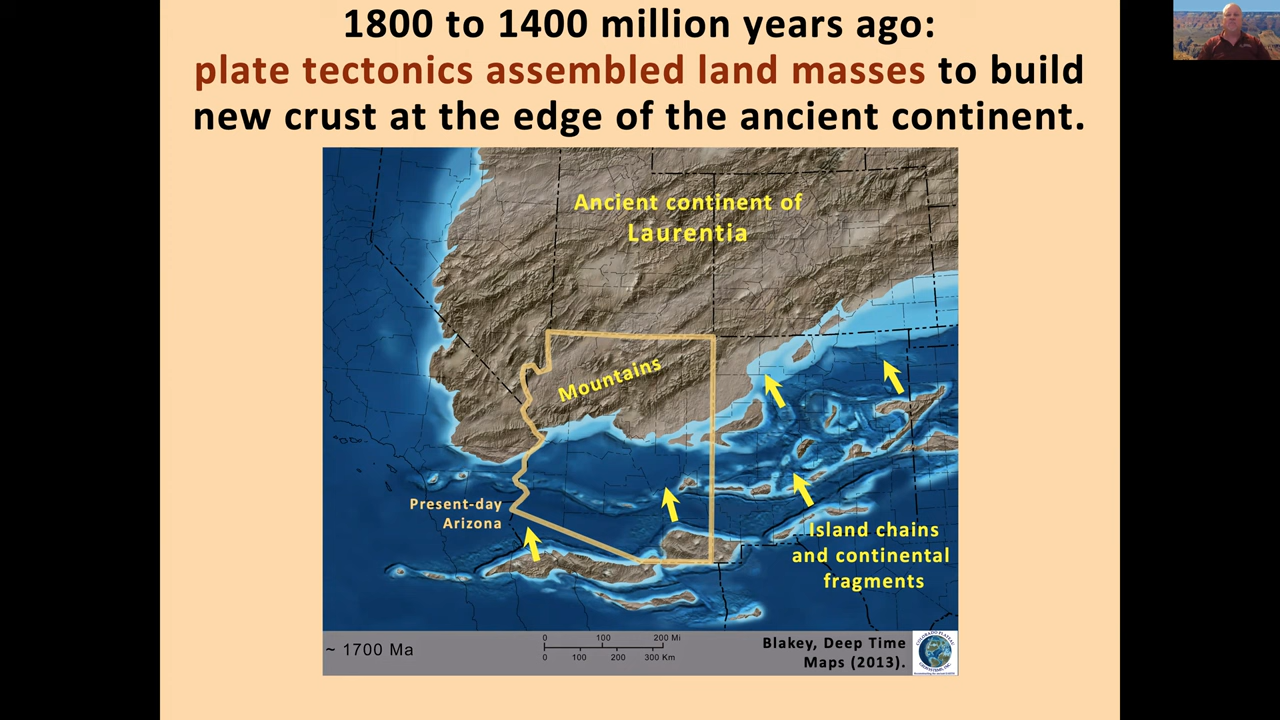 1800 to 1400 million years ago:
plate tectonics assembled land masses to build
new crust at the edge of the ancient continent.
Ancient continent of
Laurentia
Mountains
Present-day
Arizona
Island chains
and continental
fragments
~ 1700 Ma
0 100 200 Mi
0 100 200 300 Km
Blakey, Deep Time
Maps (2013).